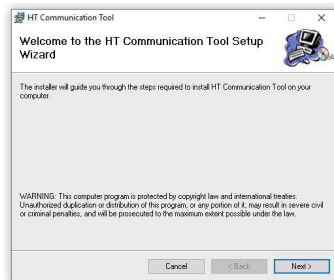 HT Communication Tool
Welcome to the HT Communication Tool Setup
Wizard
The installer will guide you through the steps required to install HT Communication Tool on your
computer.
WARNING: This computer program is protected by copyright law and international treaties.
Unauthorized duplication or distribution of this program, or any portion of it, may result in severe civil
or criminal penalties, and will be prosecuted to the maximum extent possible under the law.
Cancel
< Back
Next >